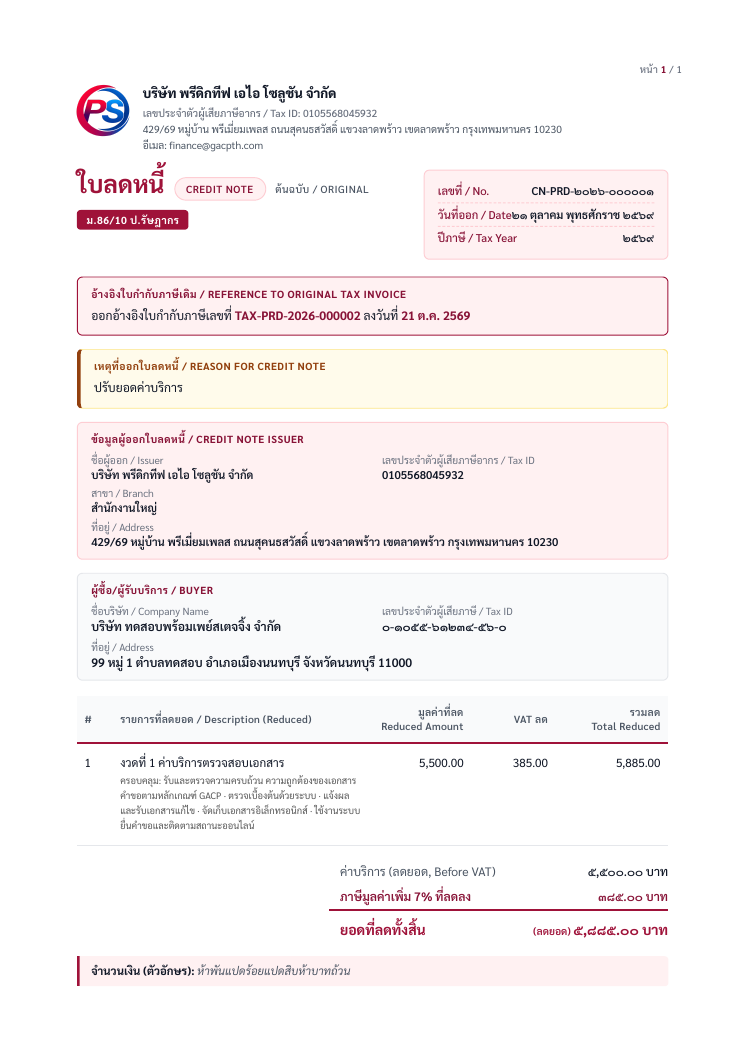 หน้า 1 / 1
PS
บริษัท พรีดิกทีฟ เอไอ โซลูชัน จำกัด
เลขประจำตัวผู้เสียภาษีอากร / Tax ID: 0105568045932
429/69 หมู่บ้าน พรีเมี่ยมเพลส ถนนสุคนธสวัสดิ์ แขวงลาดพร้าว เขตลาดพร้าว กรุงเทพมหานคร 10230
อีเมล: finance@gacpth.com
ใบลดหนี้ CREDIT NOTE ต้นฉบับ / ORIGINAL
ม.86/10 ป.รัษฎากร
เลขที่ / No. CN-PRD-๒๐๒๖-๐๐๐๐๐๑
วันที่ออก / Date๒๑ ตุลาคม พุทธศักราช ๒๕๖๙
ปีภาษี / Tax Year ๒๕๖๙
อ้างอิงใบกำกับภาษีเดิม / REFERENCE TO ORIGINAL TAX INVOICE
ออกอ้างอิงใบกำกับภาษีเลขที่ TAX-PRD-2026-000002 ลงวันที่ 21 ต.ค. 2569
เหตุที่ออกใบลดหนี้ / REASON FOR CREDIT NOTE
ปรับยอดค่าบริการ
ข้อมูลผู้ออกใบลดหนี้ / CREDIT NOTE ISSUER
ชื่อผู้ออก / Issuer เลขประจำตัวผู้เสียภาษีอากร / Tax ID
บริษัท พรีดิกทีฟ เอไอ โซลูชัน จำกัด 0105568045932
สาขา / Branch
สำนักงานใหญ่
ที่อยู่ / Address
429/69 หมู่บ้าน พรีเมี่ยมเพลส ถนนสุคนธสวัสดิ์ แขวงลาดพร้าว เขตลาดพร้าว กรุงเทพมหานคร 10230
ผู้ซื้อ/ผู้รับบริการ / BUYER
ชื่อบริษัท / Company Name เลขประจำตัวผู้เสียภาษี / Tax ID
บริษัท ทดสอบพร้อมเพย์สเตจจิ้ง จำกัด ๐-๑๐๕๕-๖๑๒๓๔-๕๖-๐
ที่อยู่ / Address
99 หมู่ 1 ตำบลทดสอบ อำเภอเมืองนนทบุรี จังหวัดนนทบุรี 11000
# รายการที่ลดยอด / Description (Reduced) มูลค่าที่ลด Reduced Amount VAT ลด รวมลด Total Reduced
1 งวดที่ 1 ค่าบริการตรวจสอบเอกสาร 5,500.00 385.00 5,885.00
ครอบคลุม: รับและตรวจความครบถ้วน ความถูกต้องของเอกสาร
คำขอตามหลักเกณฑ์ GACP · ตรวจเบื้องต้นด้วยระบบ · แจ้งผล
และรับเอกสารแก้ไข · จัดเก็บเอกสารอิเล็กทรอนิกส์ · ใช้งานระบบ
ยื่นคำขอและติดตามสถานะออนไลน์
ค่าบริการ (ลดยอด, Before VAT) ๕,๕๐๐.๐๐ บาท
ภาษีมูลค่าเพิ่ม 7% ที่ลดลง ๓๘๕.๐๐ บาท
ยอดที่ลดทั้งสิ้น (ลดยอด) ๕,๘๘๕.๐๐ บาท
จำนวนเงิน (ตัวอักษร): ห้าพันแปดร้อยแปดสิบห้าบาทถ้วน